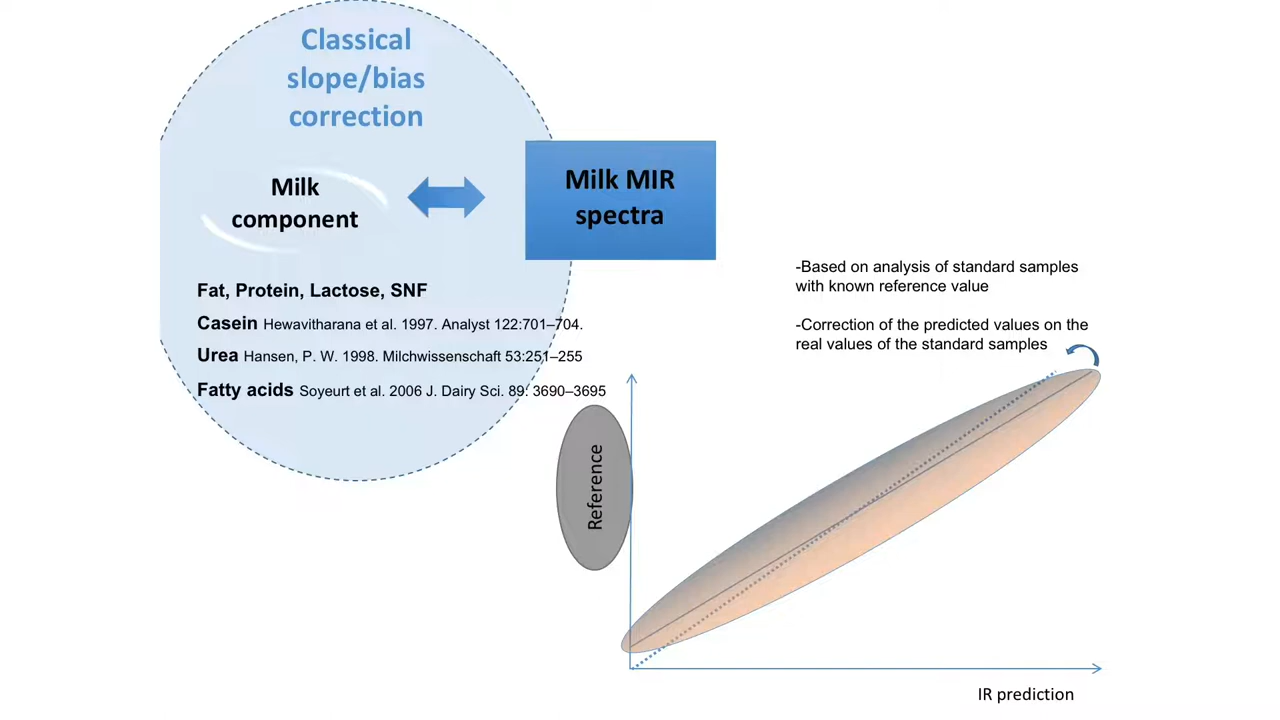 Classical
slope/bias
correction
Milk
component
Milk MIR
spectra
Fat, Protein, Lactose, SNF
Casein Hewavitharana et al. 1997. Analyst 122:701–704.
Urea Hansen, P. W. 1998. Milchwissenschaft 53:251–255
Fatty acids Soyeurt et al. 2006 J. Dairy Sci. 89: 3690–3695
-Based on analysis of standard samples
with known reference value
-Correction of the predicted values on the
real values of the standard samples
Reference
IR prediction